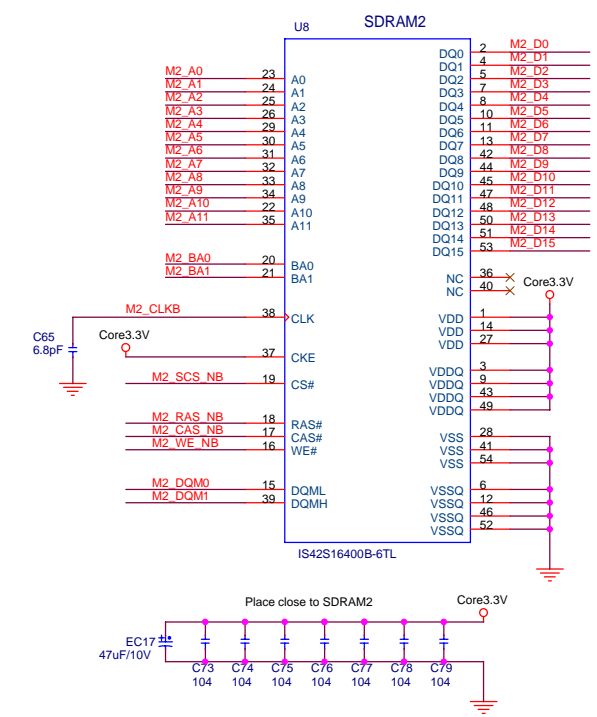 U8 SDRAM2
M2_A0 23 A0
M2_A1 24 A1
M2_A2 25 A2
M2_A3 26 A3
M2_A4 29 A4
M2_A5 30 A5
M2_A6 31 A6
M2_A7 32 A7
M2_A8 33 A8
M2_A9 34 A9
M2_A10 22 A10
M2_A11 35 A11
M2_BA0 20 BA0
M2_BA1 21 BA1
M2_CLKB 38 CLK
C65
6.8pF
Core3.3V
37 CKE
M2_SCS_NB 19 CS#
M2_RAS_NB 18 RAS#
M2_CAS_NB 17 CAS#
M2_WE_NB 16 WE#
M2_DQM0 15 DQML
M2_DQM1 39 DQMH
DQ0 2 M2_D0
DQ1 4 M2_D1
DQ2 5 M2_D2
DQ3 7 M2_D3
DQ4 8 M2_D4
DQ5 10 M2_D5
DQ6 11 M2_D6
DQ7 13 M2_D7
DQ8 42 M2_D8
DQ9 44 M2_D9
DQ10 45 M2_D10
DQ11 47 M2_D11
DQ12 48 M2_D12
DQ13 50 M2_D13
DQ14 51 M2_D14
DQ15 53 M2_D15
NC 36
NC 40
Core3.3V
VDD 1
VDD 14
VDD 27
VDDQ 3
VDDQ 9
VDDQ 43
VDDQ 49
VSS 28
VSS 41
VSS 54
VSSQ 6
VSSQ 12
VSSQ 46
VSSQ 52
IS42S16400B-6TL
Place close to SDRAM2
Core3.3V
EC17
47uF/10V
C73 C74 C75 C76 C77 C78 C79
104 104 104 104 104 104 104